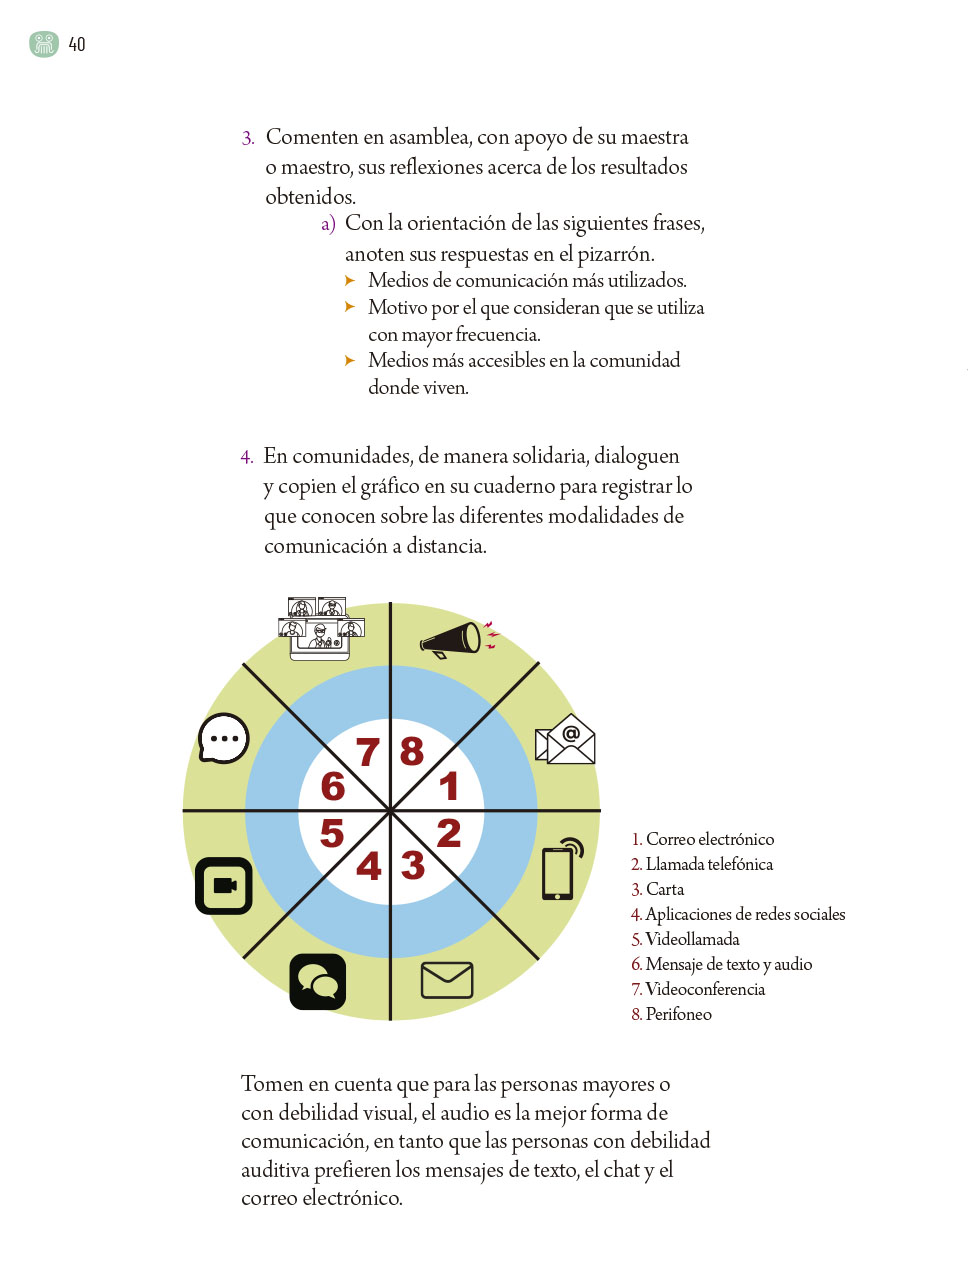 40
3. Comenten en asamblea, con apoyo de su maestra
o maestro, sus reflexiones acerca de los resultados
obtenidos.
a) Con la orientación de las siguientes frases,
anoten sus respuestas en el pizarrón.
➤ Medios de comunicación más utilizados.
➤ Motivo por el que consideran que se utiliza
con mayor frecuencia.
➤ Medios más accesibles en la comunidad
donde viven.
4. En comunidades, de manera solidaria, dialoguen
y copien el gráfico en su cuaderno para registrar lo
que conocen sobre las diferentes modalidades de
comunicación a distancia.
@
7 8
6 1
5 2
4 3
1. Correo electrónico
2. Llamada telefónica
3. Carta
4. Aplicaciones de redes sociales
5. Videollamada
6. Mensaje de texto y audio
7. Videoconferencia
8. Perifoneo
Tomen en cuenta que para las personas mayores o
con debilidad visual, el audio es la mejor forma de
comunicación, en tanto que las personas con debilidad
auditiva prefieren los mensajes de texto, el chat y el
correo electrónico.